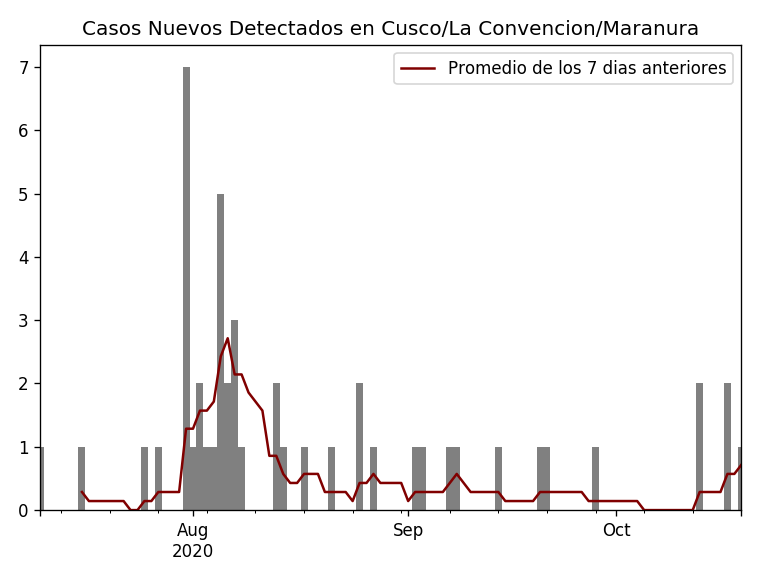 Casos Nuevos Detectados en Cusco/La Convencion/Maranura
Promedio de los 7 dias anteriores
7
6
5
4
3
2
1
0
Aug
2020
Sep
Oct